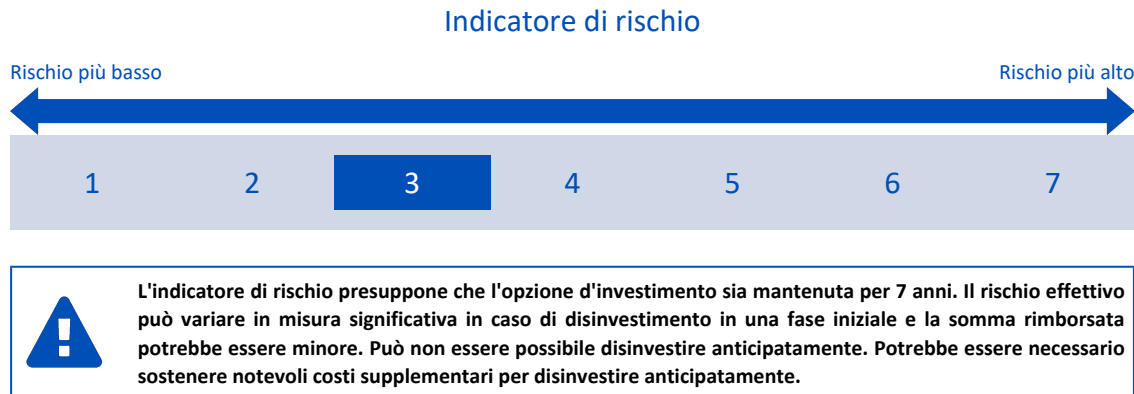 Indicatore di rischio
Rischio più basso
Rischio più alto
1 2 3 4 5 6 7
L'indicatore di rischio presuppone che l'opzione d'investimento sia mantenuta per 7 anni. Il rischio effettivo
può variare in misura significativa in caso di disinvestimento in una fase iniziale e la somma rimborsata
potrebbe essere minore. Può non essere possibile disinvestire anticipatamente. Potrebbe essere necessario
sostenere notevoli costi supplementari per disinvestire anticipatamente.